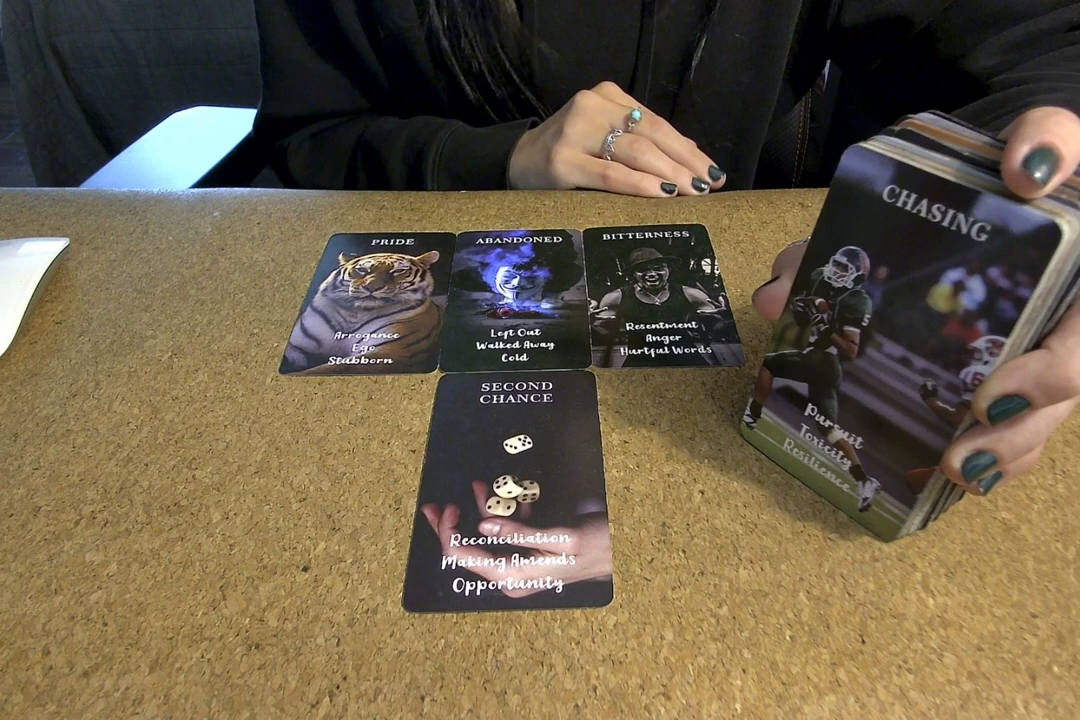 PRIDE
Arrogance
Ego
Stubborn
ABANDONED
Left Out
Walked Away
Cold
BITTERNESS
Resentment
Anger
Hurtful Words
SECOND
CHANCE
Reconciliation
Making Amends
Opportunity
CHASING
Pursuit
Toxicity
Resilience